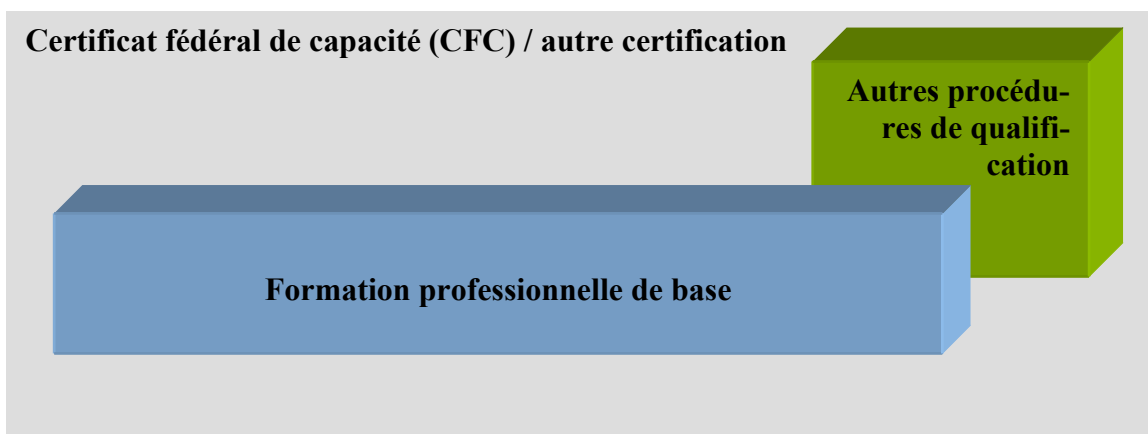 Certificat fédéral de capacité (CFC) / autre certification
Autres procédu-
res de qualifi-
cation
Formation professionnelle de base